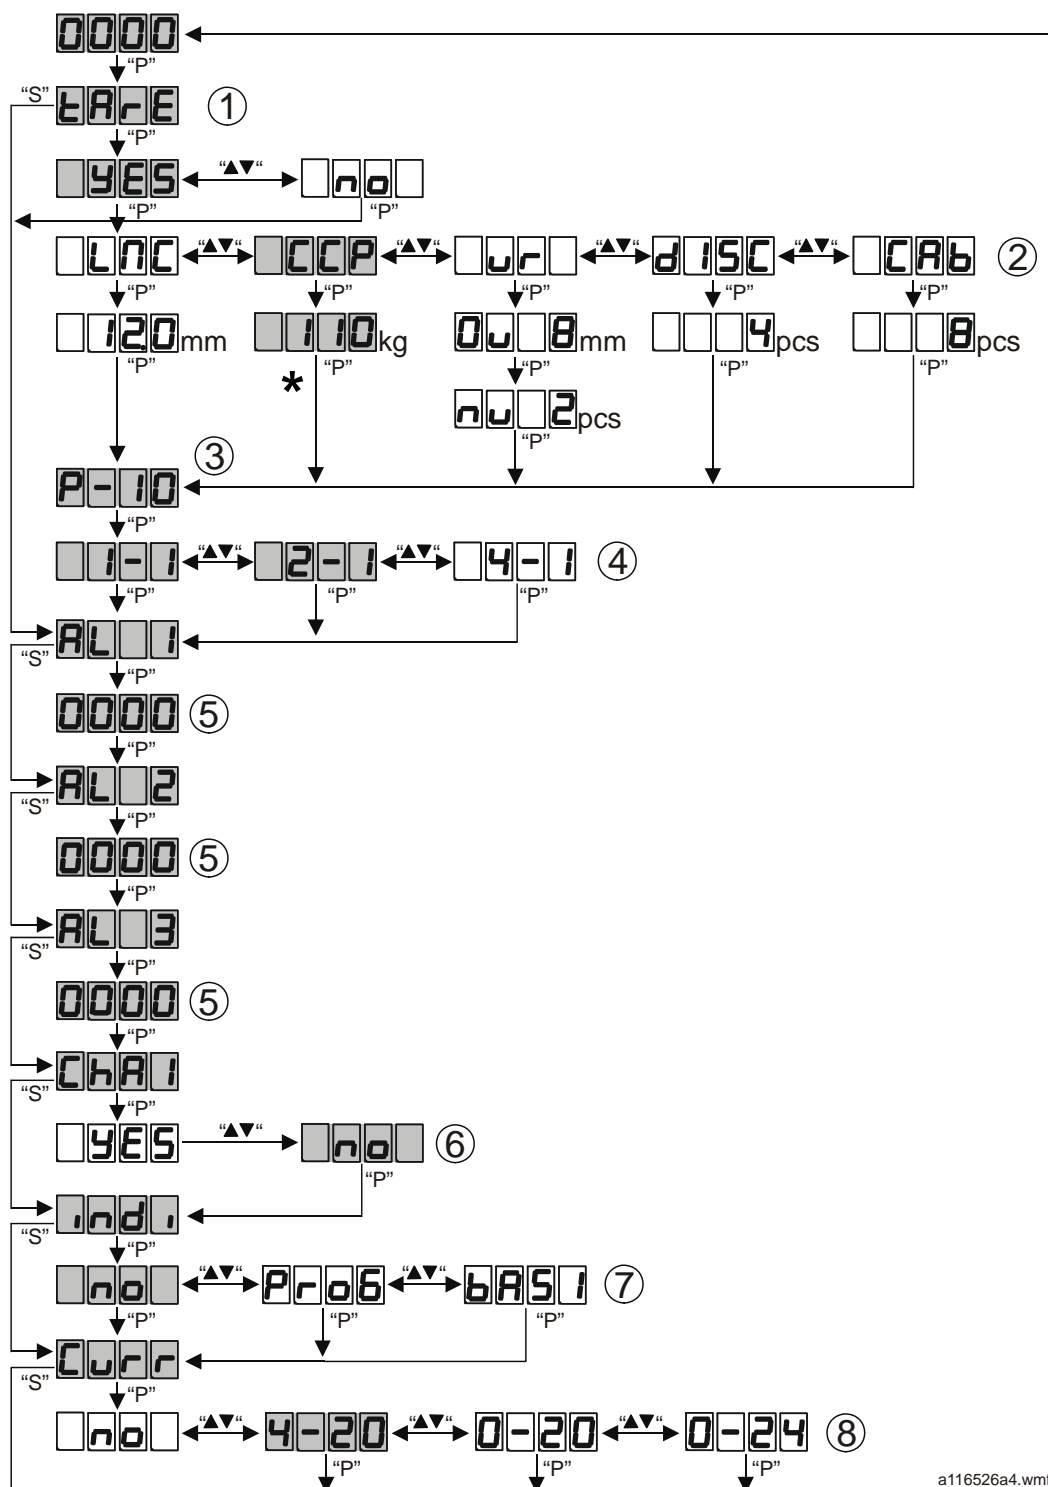 0000
“P”
“S” tArE ①
“P”
YES “▲▼“ no
“P” “P”
LNC “▲▼“ CCP “▲▼“ ur “▲▼“ dISC “▲▼“ CAb ②
“P” “P” “P” “P” “P”
12.0mm 110kg 0u 8mm 4pcs 8pcs
“P” * “P” “P” “P” “P”
nu 2pcs
“P”
③
P-10
“P”
1-1 “▲▼“ 2-1 “▲▼“ 4-1 ④
“P” “P” “P”
AL 1
“S” “P”
0000 ⑤
“P”
AL 2
“S” “P”
0000 ⑤
“P”
AL 3
“S” “P”
0000 ⑤
“P”
ChA1
“S” “P”
YES “▲▼“ no ⑥
“P”
indi
“S” “P”
no “▲▼“ Pro6 “▲▼“ bAS1 ⑦
“P” “P” “P”
Curr
“S” “P”
no “▲▼“ 4-20 “▲▼“ 0-20 “▲▼“ 0-24 ⑧
“P” “P” “P”
a116526a4.wmf